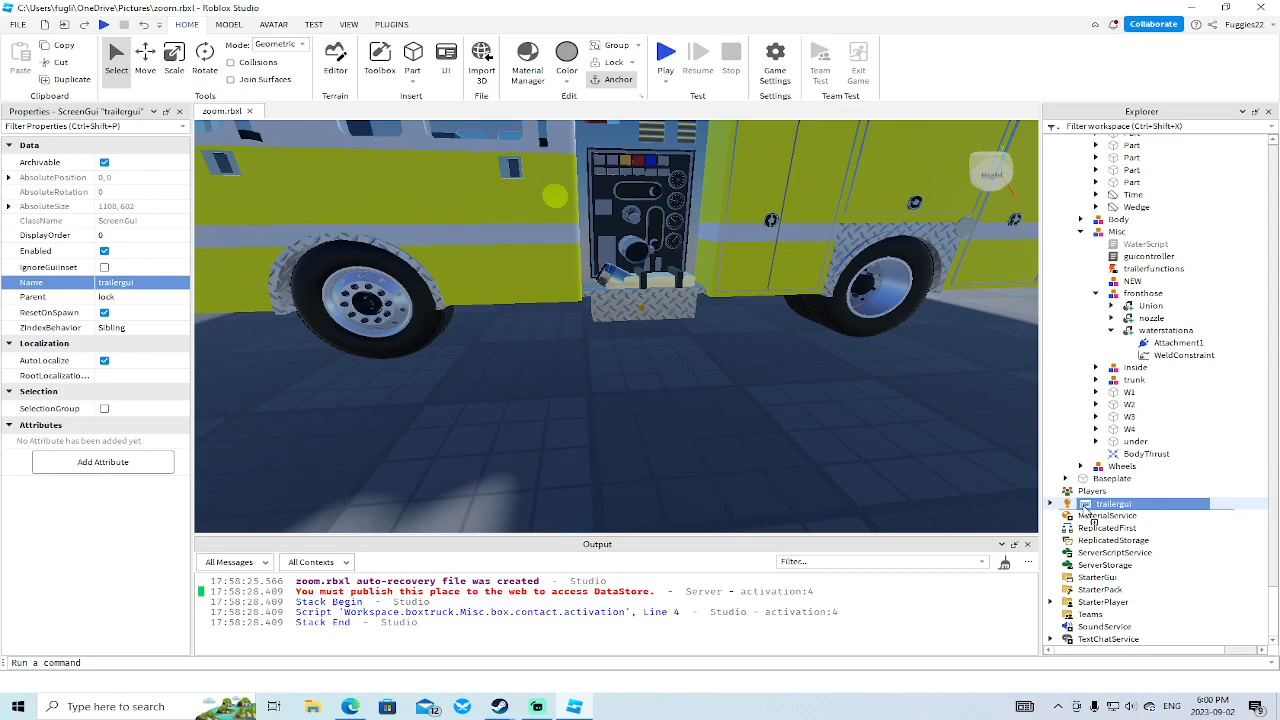 C:\Users\fugli\OneDrive\Pictures\zoom.rbxl - Roblox Studio
FILE HOME MODEL AVATAR TEST VIEW PLUGINS Collaborate Fuggles22
Paste Copy Cut Duplicate Clipboard
Select Move Scale Rotate Mode: Geometric Collisions Join Surfaces Tools
Editor Terrain
Toolbox Part UI Insert
Import 3D File
Material Manager Color Group Lock Anchor Edit
Play Resume Stop Test
Game Settings Settings
Team Test Exit Game Team Test
Properties - ScreenGui "trailergui"
Filter Properties (Ctrl+Shift+P)
Data
Archivable
AbsolutePosition 0, 0
AbsoluteRotation 0
AbsoluteSize 1108,602
ClassName ScreenGui
DisplayOrder 0
Enabled
IgnoreGuiInset
Name trailergui
Parent lock
ResetOnSpawn
ZIndexBehavior Sibling
Localization
AutoLocalize
RootLocalizatio...
Selection
SelectionGroup
Attributes
No Attribute has been added yet
Add Attribute
zoom.rbxl
Right
Output
All Messages All Contexts Filter...
17:58:25.566 zoom.rbxl auto-recovery file was created - Studio
17:58:28.409 You must publish this place to the web to access DataStore. - Server - activation:4
17:58:28.409 Stack Begin - Studio
17:58:28.409 Script 'Workspace.boxtruck.Misc.box.contact.activation', Line 4 - Studio - activation:4
17:58:28.409 Stack End - Studio
Explorer
Filter workspace (Ctrl+Shift+X)
Part
Part
Part
Part
Part
Time
Wedge
Body
Misc
WaterScript
guicontroller
trailerfunctions
NEW
fronthose
Union
nozzle
waterstationa
Attachment1
WeldConstraint
inside
trunk
W1
W2
W3
W4
under
BodyThrust
Wheels
Baseplate
Players
trailergui
MaterialService
ReplicatedFirst
ReplicatedStorage
ServerScriptService
ServerStorage
StarterGui
StarterPack
StarterPlayer
Teams
SoundService
TextChatService
Run a command
Type here to search
12
ENG
6:00 PM
2023-09-02